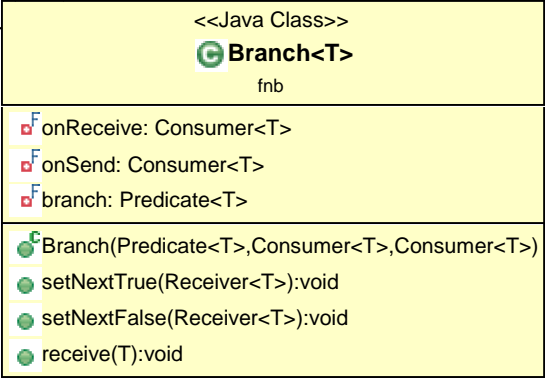 <<Java Class>>
C Branch<T>
fnb
F onReceive: Consumer<T>
F onSend: Consumer<T>
F branch: Predicate<T>
C Branch(Predicate<T>,Consumer<T>,Consumer<T>)
setNextTrue(Receiver<T>):void
setNextFalse(Receiver<T>):void
receive(T):void